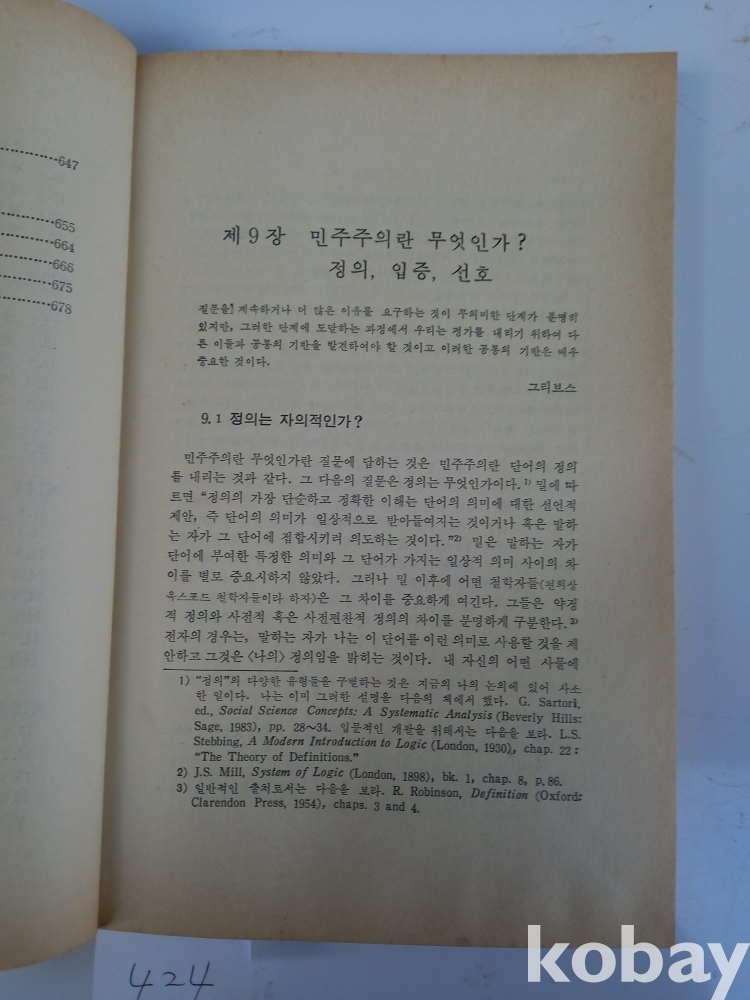 647
655
664
666
675
678
제 9 장 민주주의란 무엇인가?
정의, 입증, 선호
질문을 계속하거나 더 많은 이유를 요구하는 것이 무의미한 단계가 분명히
있지만, 그러한 단계에 도달하는 과정에서 우리는 평가를 내리기 위하여 다
른 이들과 공통의 기반을 발전하여야 할 것이고 이러한 공통의 기반은 매우
중요한 것이다.
그리브스
9.1 정의는 자의적인가?
민주주의란 무엇인가란 질문에 답하는 것은 민주주의란 단어의 정의
를 내리는 것과 같다. 그 다음의 질문은 정의는 무엇인가이다.1) 밀에 따
르면 “정의의 가장 단순하고 정확한 이해는 단어의 의미에 대한 선언적
제안, 즉 단어의 의미가 일상적으로 받아들여지는 것이거나 혹은 말하
는 자가 그 단어에 집합시키려 의도하는 것이다.”2) 밀은 말하는 자가
단어에 부여한 특정한 의미와 그 단어가 가지는 일상적 의미 사이의 차
이를 별로 중요시하지 않았다. 그러나 밀 이후에 어떤 철학자들(편의상
옥스포드 철학자들이라 하자)은 그 차이를 중요하게 여긴다. 그들은 약정
적 정의와 사전적 혹은 사전편찬적 정의의 차이를 분명하게 구분한다.3)
전자의 경우는, 말하는 자가 나는 이 단어를 이런 의미로 사용할 것을 제
안하고 그것은 〈나의〉 정의임을 밝히는 것이다. 내 자신의 어떤 사물에
1) “정의”의 다양한 유형들을 구별하는 것은 지금의 나의 논의에 있어 사소
한 일이다. 나는 이미 그러한 설명을 다음의 책에서 했다. G. Sartori,
ed., Social Science Concepts: A Systematic Analysis (Beverly Hills:
Sage, 1983), pp. 28~34. 입문적인 개발을 위해서는 다음을 보라. L.S.
Stebbing, A Modern Introduction to Logic (London, 1930), chap. 22:
“The Theory of Definitions.”
2) J.S. Mill, System of Logic (London, 1898), bk. 1, chap. 8, p. 86.
3) 일반적인 출처로서는 다음을 보라. R. Robinson, Definition (Oxford:
Clarendon Press, 1954), chaps. 3 and 4.
424
kobay